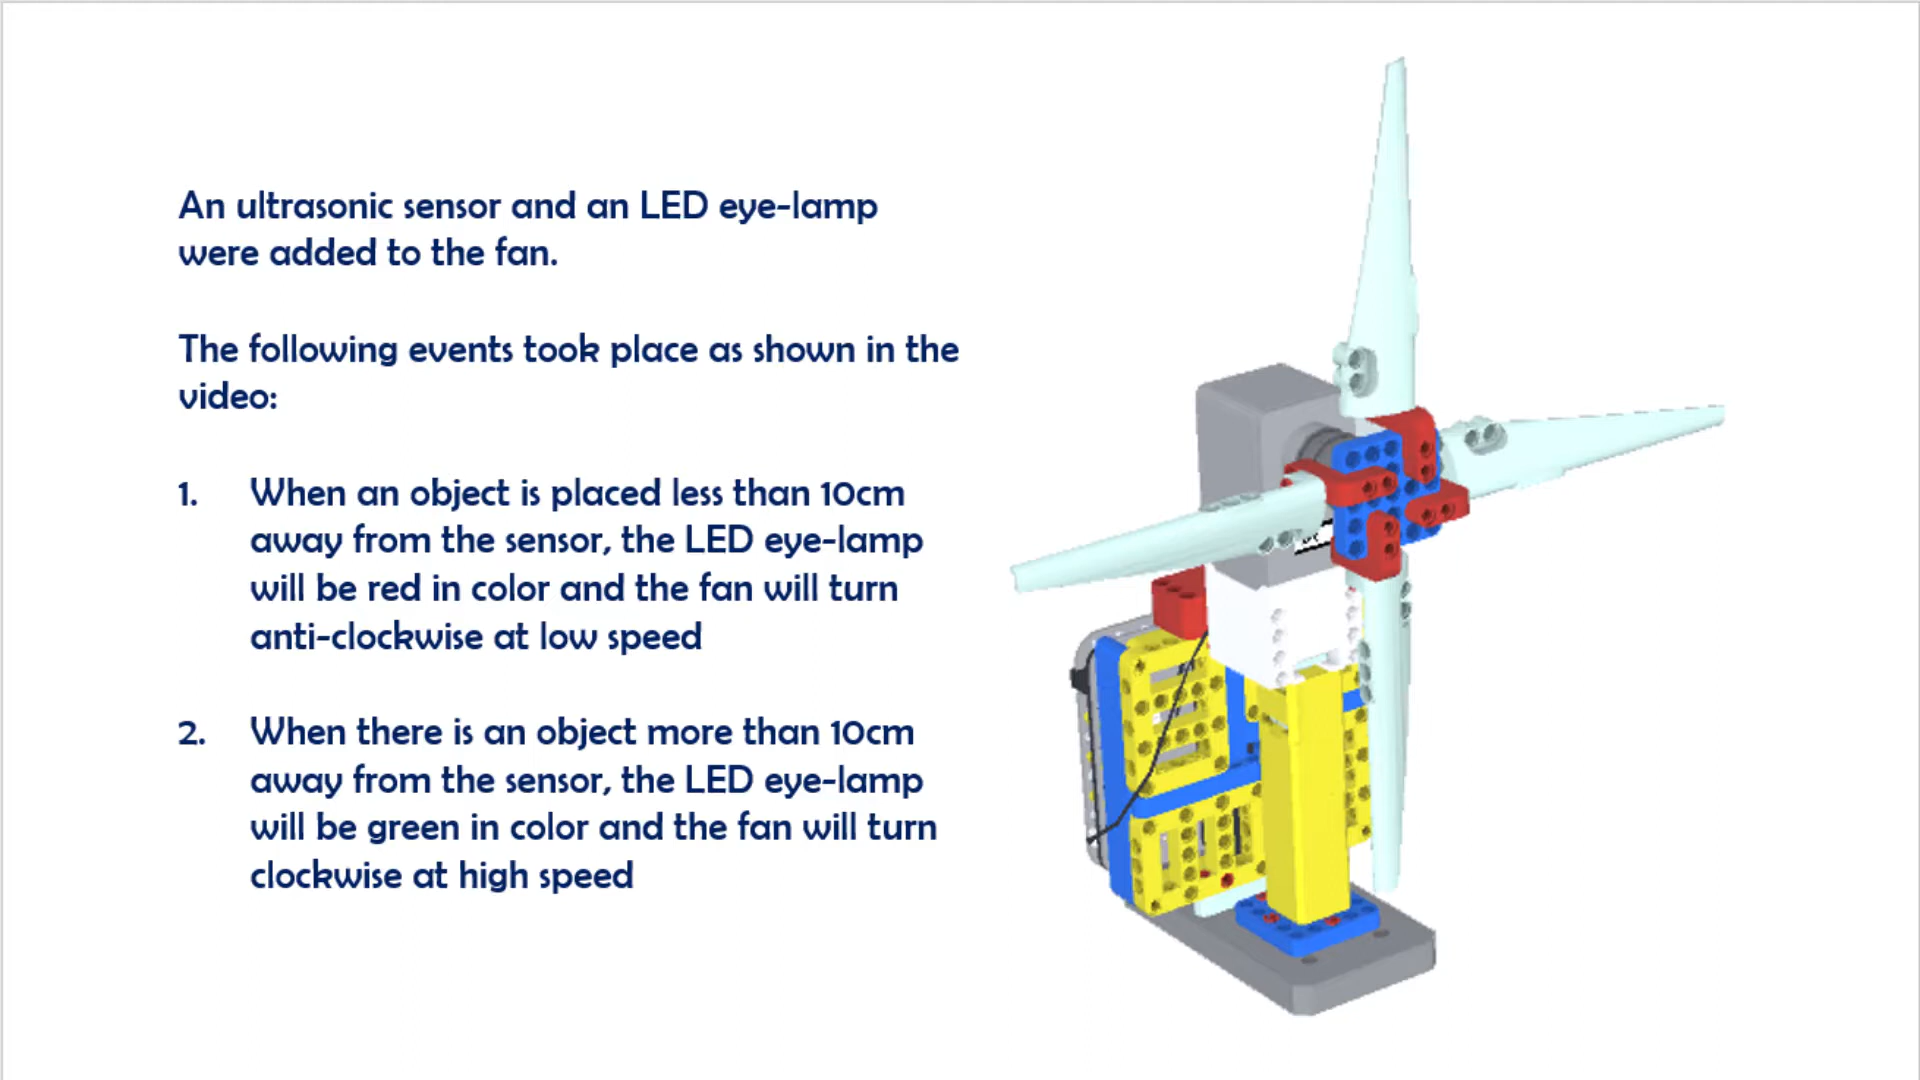 An ultrasonic sensor and an LED eye-lamp
were added to the fan.
The following events took place as shown in the
video:
1. When an object is placed less than 10cm
away from the sensor, the LED eye-lamp
will be red in color and the fan will turn
anti-clockwise at low speed
2. When there is an object more than 10cm
away from the sensor, the LED eye-lamp
will be green in color and the fan will turn
clockwise at high speed